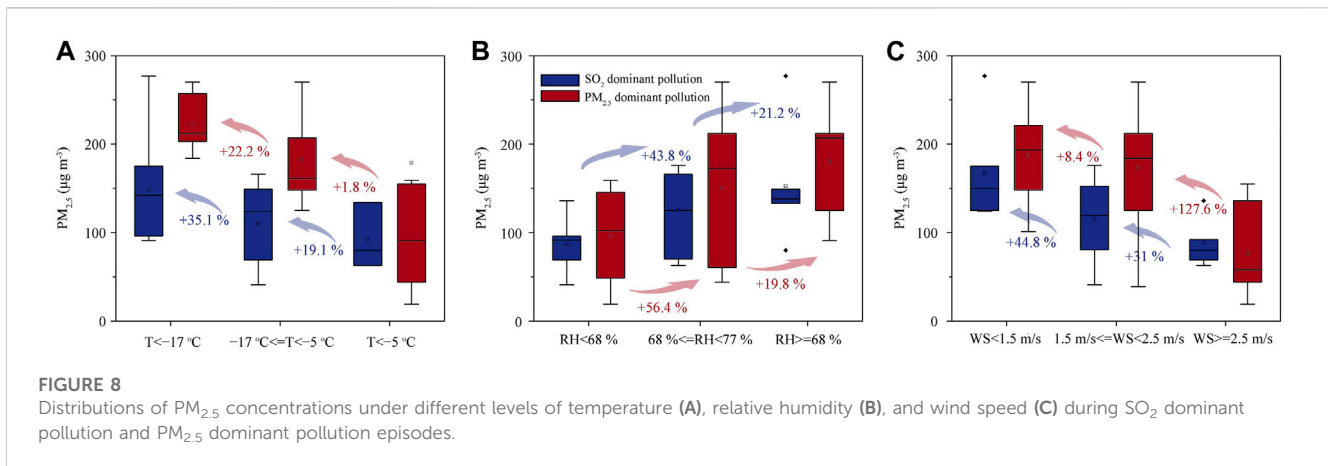 A
300
200
100
0
PM2.5 (μg m-3)
+22.2 %
+1.8 %
+35.1 %
+19.1 %
T<−17 °C
−17 °C<=T<−5 °C
T<−5 °C
B
300
200
100
0
PM2.5 (μg m-3)
SO2 dominant pollution
PM2.5 dominant pollution
+21.2 %
+43.8 %
+56.4 %
+19.8 %
RH<68 %
68 %<=RH<77 %
RH>=68 %
C
300
200
100
0
PM2.5 (μg m-3)
+8.4 %
+127.6 %
+44.8 %
+31 %
WS<1.5 m/s
1.5 m/s<=WS<2.5 m/s
WS>=2.5 m/s
FIGURE 8
Distributions of PM2.5 concentrations under different levels of temperature (A), relative humidity (B), and wind speed (C) during SO2 dominant
pollution and PM2.5 dominant pollution episodes.